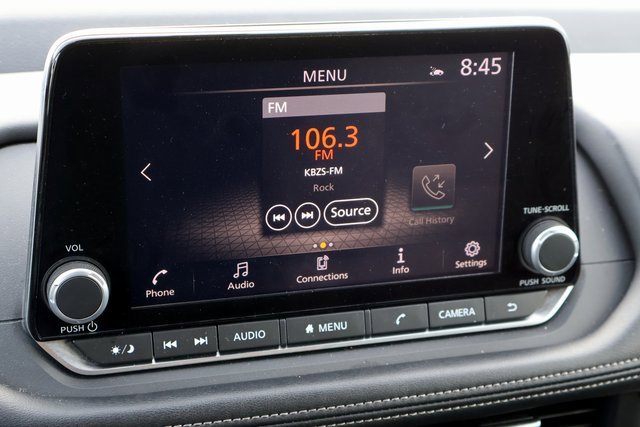 MENU
8:45
FM
106.3
FM
KBZS-FM
Rock
Source
Call History
TUNE·SCROLL
VOL
Phone
Audio
Connections
Info
Settings
PUSH
PUSH SOUND
AUDIO
MENU
CAMERA